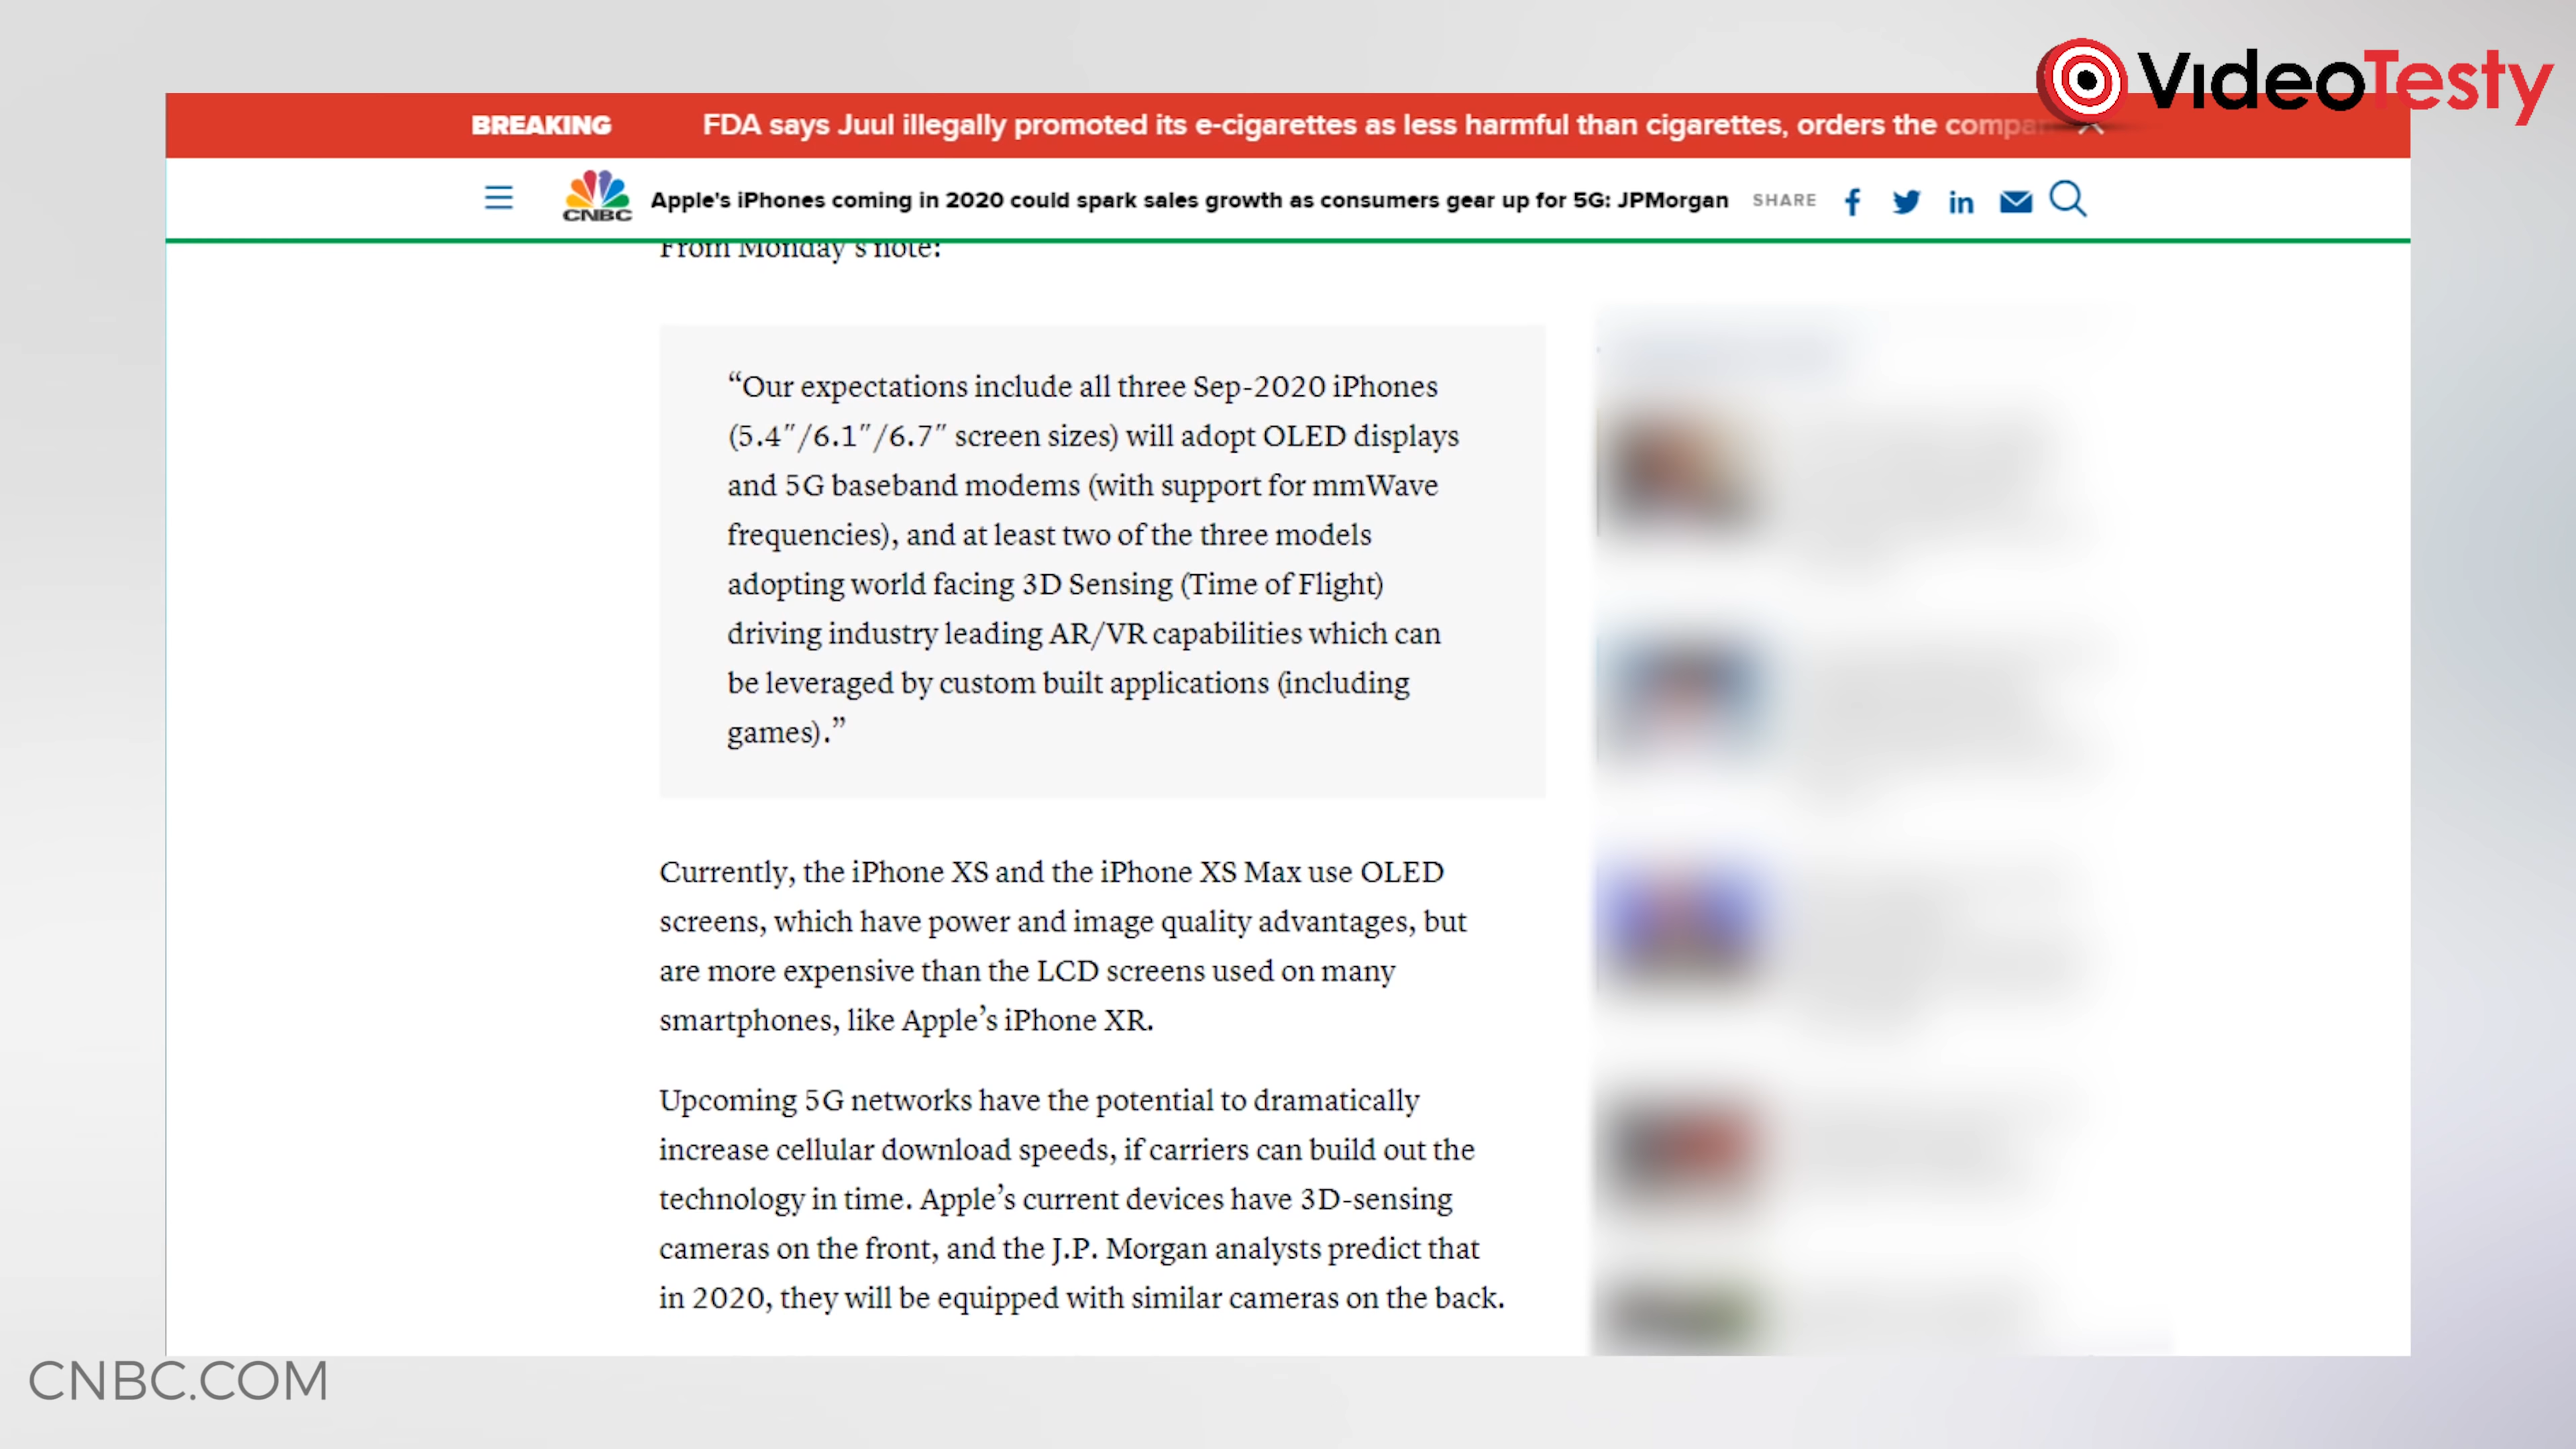 VideoTesty
BREAKING FDA says Juul illegally promoted its e-cigarettes as less harmful than cigarettes, orders the
CNBC Apple's iPhones coming in 2020 could spark sales growth as consumers gear up for 5G: JPMorgan SHARE
From Monday's note:
“Our expectations include all three Sep-2020 iPhones
(5.4″/6.1″/6.7″ screen sizes) will adopt OLED displays
and 5G baseband modems (with support for mmWave
frequencies), and at least two of the three models
adopting world facing 3D Sensing (Time of Flight)
driving industry leading AR/VR capabilities which can
be leveraged by custom built applications (including
games).”
Currently, the iPhone XS and the iPhone XS Max use OLED
screens, which have power and image quality advantages, but
are more expensive than the LCD screens used on many
smartphones, like Apple’s iPhone XR.
Upcoming 5G networks have the potential to dramatically
increase cellular download speeds, if carriers can build out the
technology in time. Apple’s current devices have 3D-sensing
cameras on the front, and the J.P. Morgan analysts predict that
in 2020, they will be equipped with similar cameras on the back.
CNBC.COM